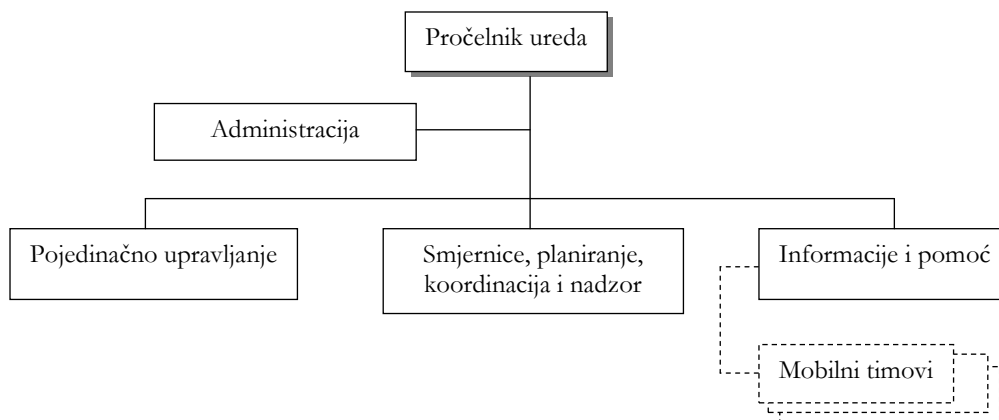 Pročelnik ureda
Administracija
Pojedinačno upravljanje
Smjernice, planiranje,
koordinacija i nadzor
Informacije i pomoć
Mobilni timovi